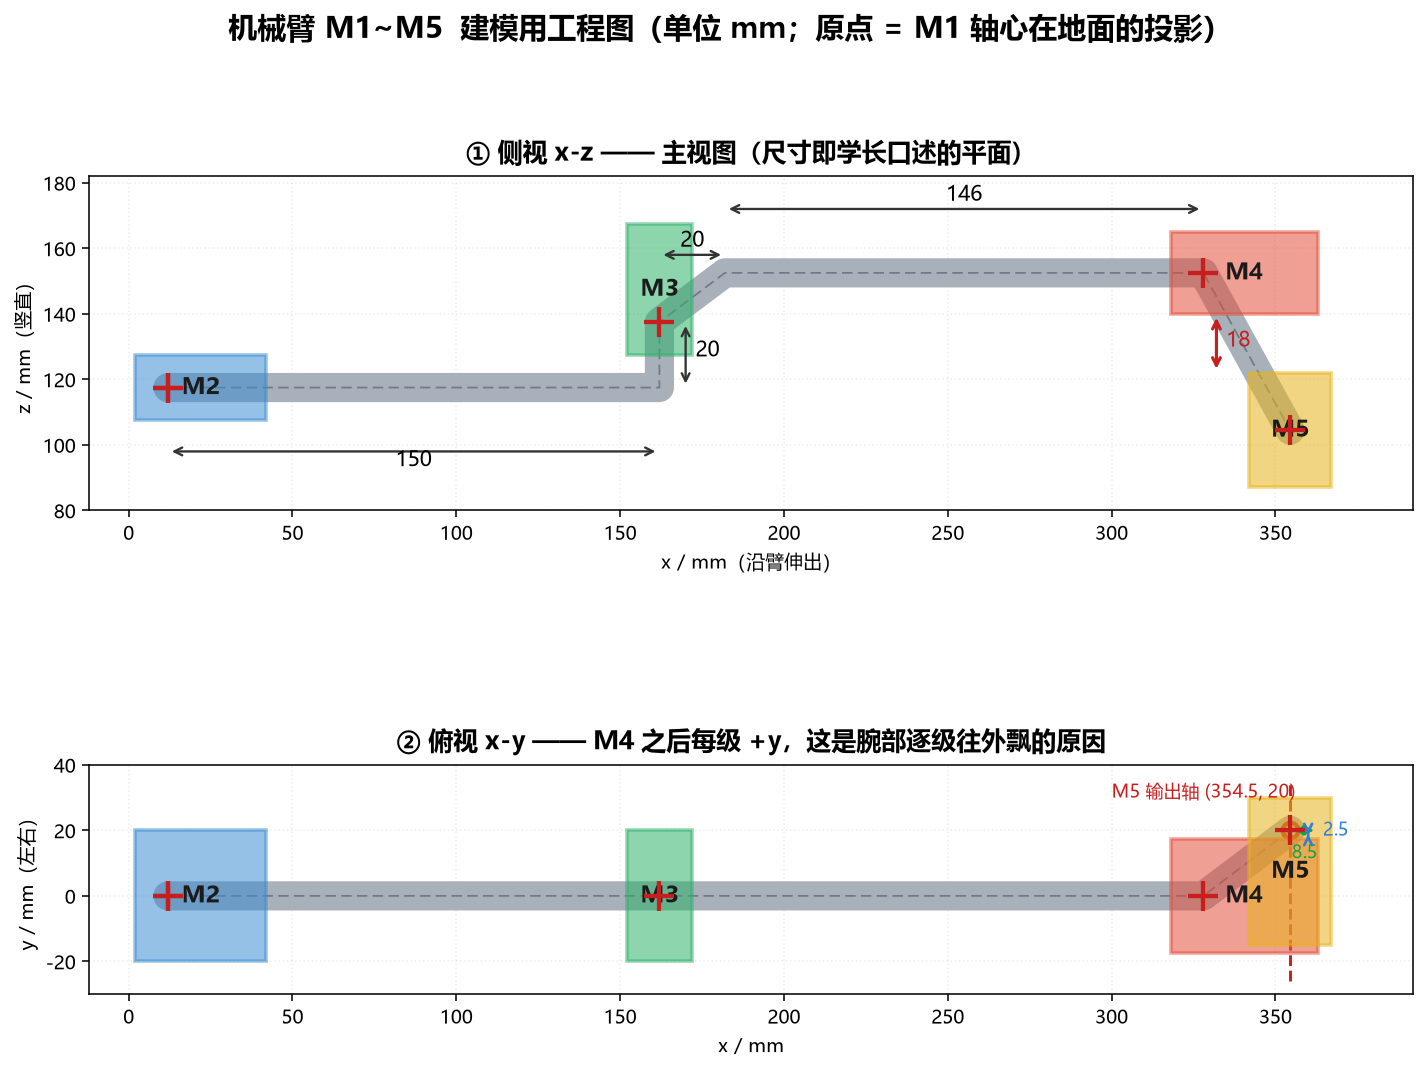 机械臂 M1~M5  建模用工程图（单位 mm；原点 = M1 轴心在地面的投影）
① 侧视 x-z —— 主视图（尺寸即学长口述的平面）
180
160
140
120
100
80
z / mm（竖直）
146
20
M3
M4
20
18
M2
M5
150
0
50
100
150
200
250
300
350
x / mm（沿臂伸出）
② 俯视 x-y —— M4 之后每级 +y，这是腕部逐级往外飘的原因
40
20
0
-20
y / mm（左右）
M5 输出轴 (354.5, 20)
2.5
8.5
M5
M2
M3
M4
0
50
100
150
200
250
300
350
x / mm